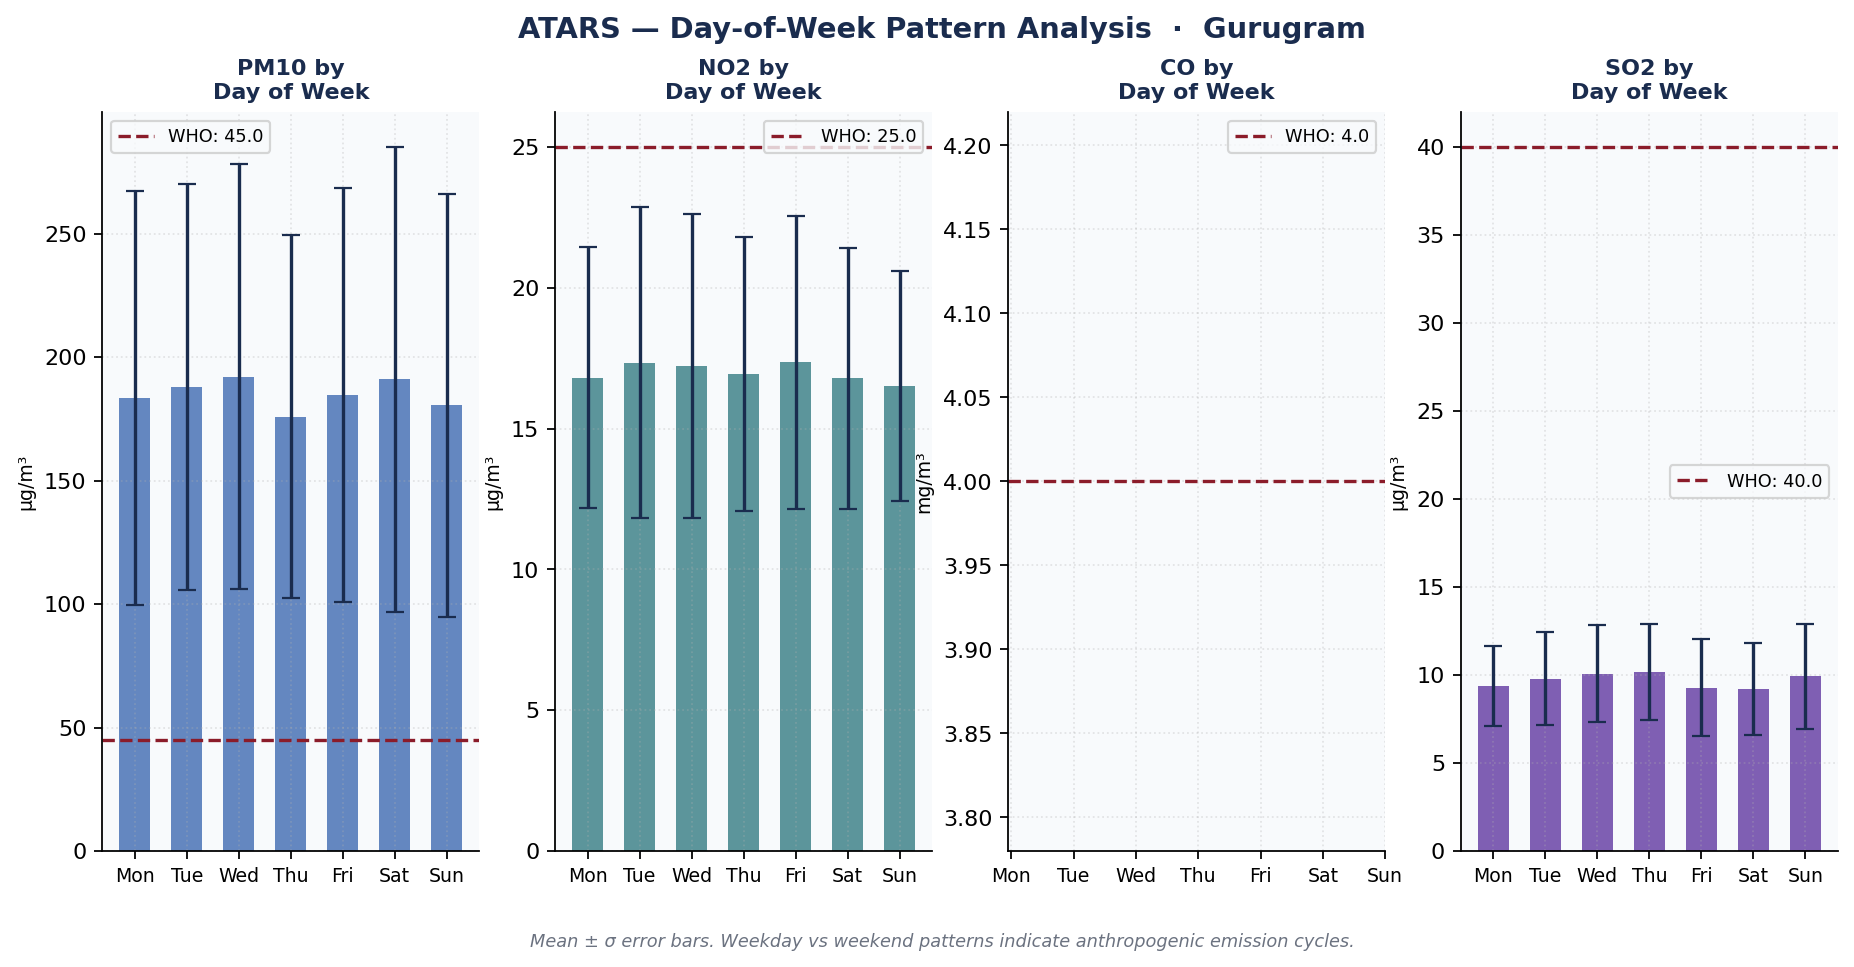 ATARS — Day-of-Week Pattern Analysis · Gurugram
PM10 by
Day of Week
WHO: 45.0
µg/m³
250
200
150
100
50
0
Mon Tue Wed Thu Fri Sat Sun
NO2 by
Day of Week
WHO: 25.0
µg/m³
25
20
15
10
5
0
Mon Tue Wed Thu Fri Sat Sun
CO by
Day of Week
WHO: 4.0
mg/m³
4.20
4.15
4.10
4.05
4.00
3.95
3.90
3.85
3.80
Mon Tue Wed Thu Fri Sat Sun
SO2 by
Day of Week
WHO: 40.0
µg/m³
40
35
30
25
20
15
10
5
0
Mon Tue Wed Thu Fri Sat Sun
Mean ± σ error bars. Weekday vs weekend patterns indicate anthropogenic emission cycles.